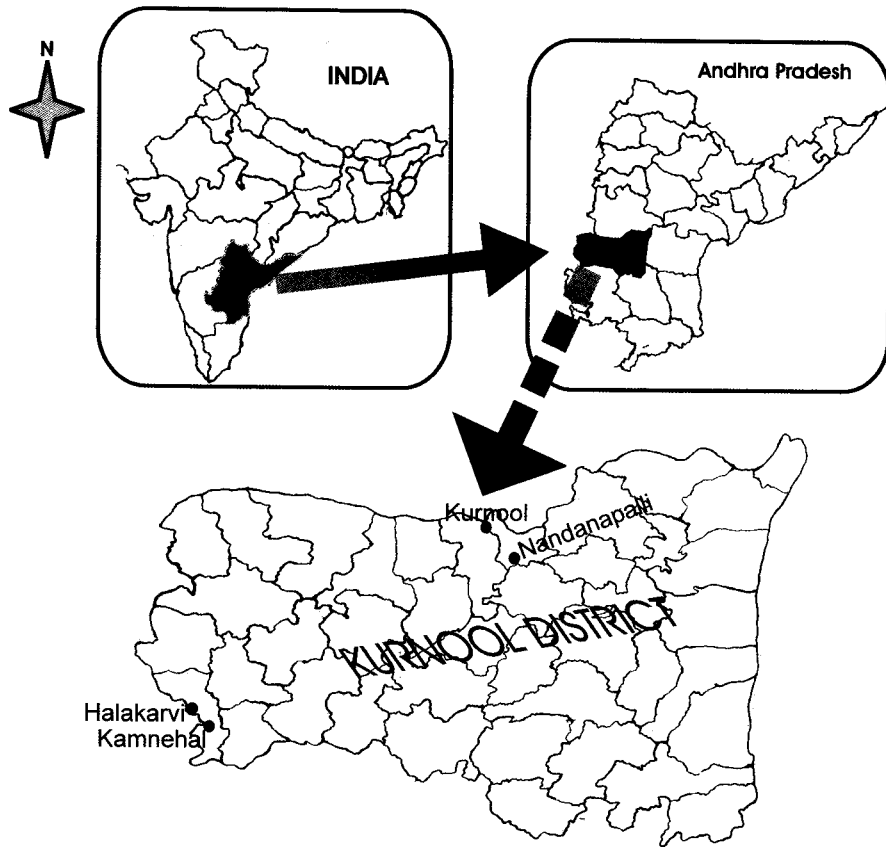 N
INDIA
Andhra Pradesh
Kurnool
Nandanapalli
KURNOOL DISTRICT
Halakarvi
Kamnehal